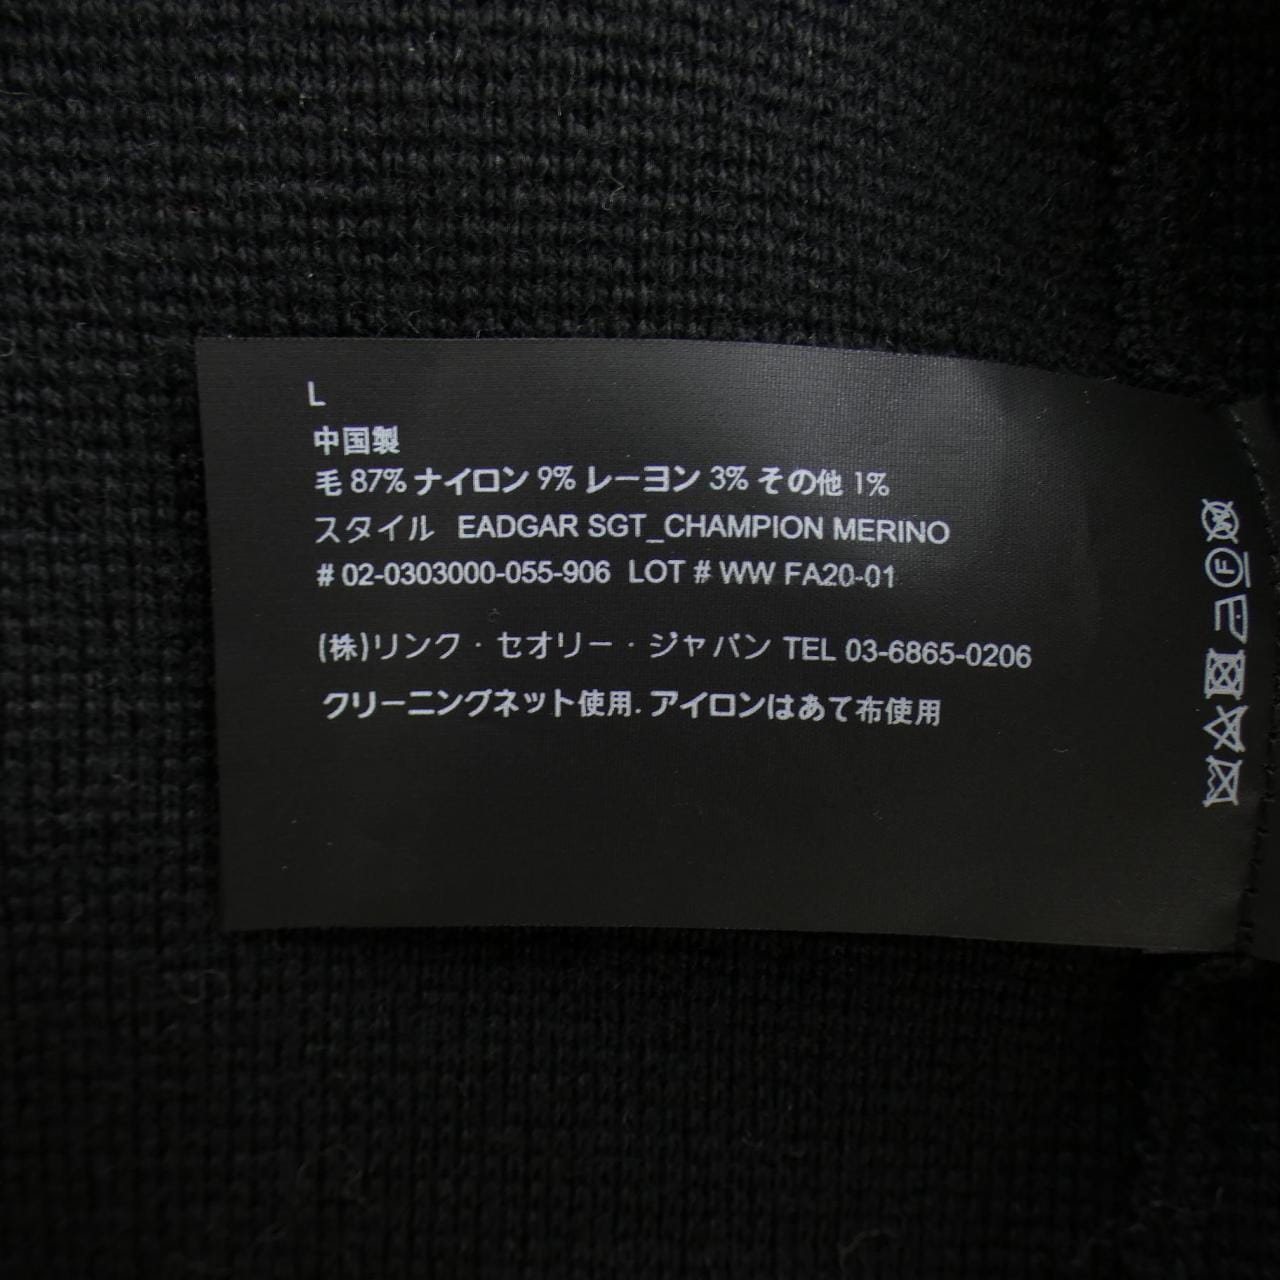 L
中国製
毛 87% ナイロン 9% レーヨン 3% その他 1%
スタイル EADGAR SGT_CHAMPION MERINO
# 02-0303000-055-906 LOT # WW FA20-01
(株)リンク・セオリー・ジャパン TEL 03-6865-0206
クリーニングネット使用. アイロンはあて布使用
W
F